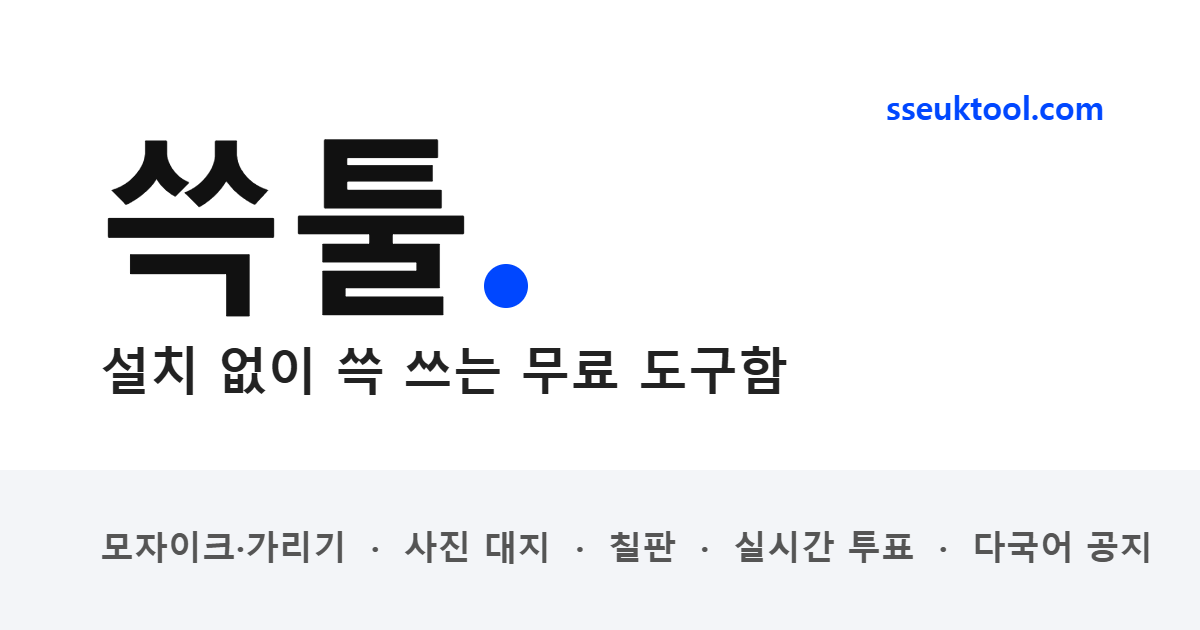 sseuktool.com
쓱툴.
설치 없이 쓱 쓰는 무료 도구함
모자이크·가리기 · 사진 대지 · 칠판 · 실시간 투표 · 다국어 공지